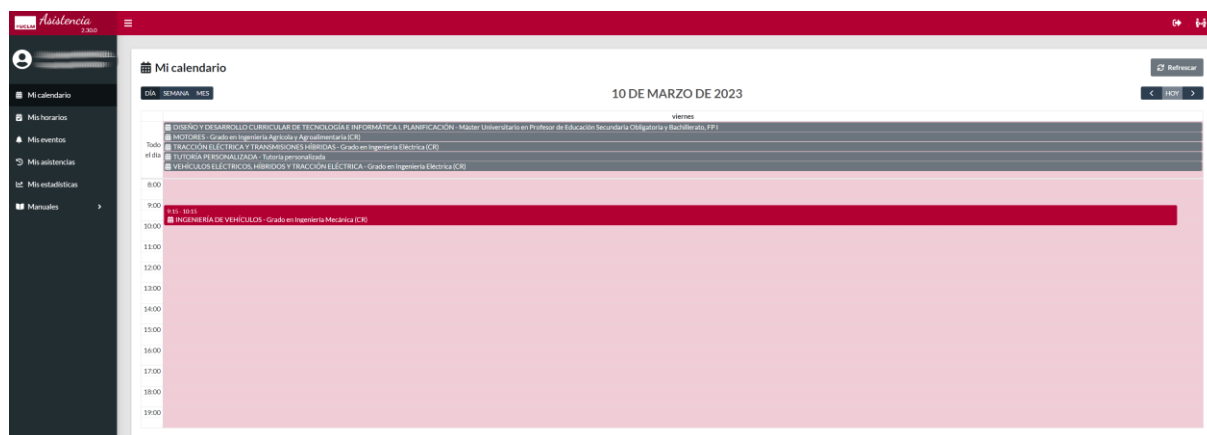 UCLM Asistencia
2.30.0
Mi calendario
Mis horarios
Mis eventos
Mis asistencias
Mis estadísticas
Manuales
Mi calendario
Refrescar
DÍA SEMANA MES
10 DE MARZO DE 2023
HOY
viernes
Todo el día
DISEÑO Y DESARROLLO CURRICULAR DE TECNOLOGÍA E INFORMÁTICA I. PLANIFICACIÓN - Máster Universitario en Profesor de Educación Secundaria Obligatoria y Bachillerato, FP I
MOTORES - Grado en Ingeniería Agrícola y Agroalimentaria (CR)
TRACCIÓN ELÉCTRICA Y TRANSMISIONES HÍBRIDAS - Grado en Ingeniería Eléctrica (CR)
TUTORÍA PERSONALIZADA - Tutoría personalizada
VEHÍCULOS ELÉCTRICOS, HÍBRIDOS Y TRACCIÓN ELÉCTRICA - Grado en Ingeniería Eléctrica (CR)
8:00
9:00
9:15 - 10:15
INGENIERÍA DE VEHÍCULOS - Grado en Ingeniería Mecánica (CR)
10:00
11:00
12:00
13:00
14:00
15:00
16:00
17:00
18:00
19:00